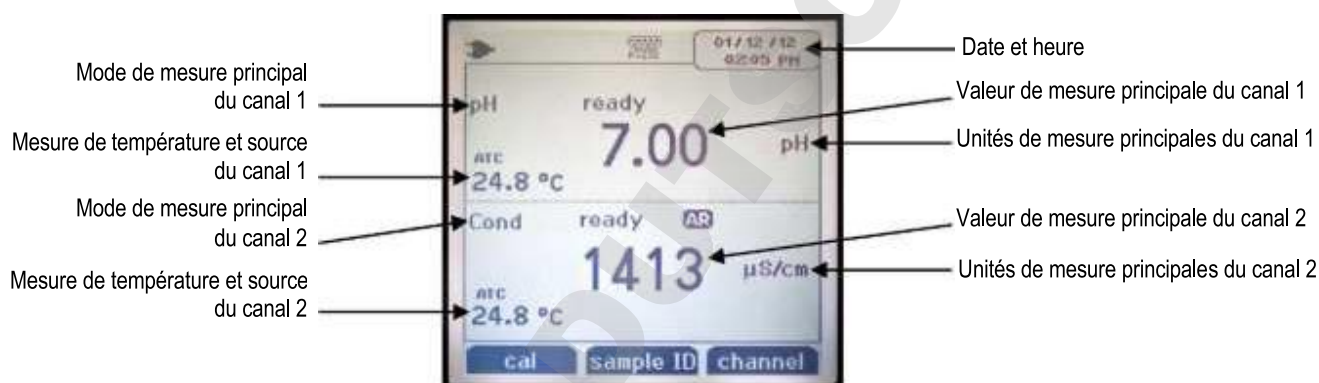 Mode de mesure principal
du canal 1
Mesure de température et source
du canal 1
Mode de mesure principal
du canal 2
Mesure de température et source
du canal 2
01/12/12
02:05 PM
pH ready
7.00 pH
ATC
24.8 °C
Cond ready AR
1413 µS/cm
ATC
24.8 °C
cal sample ID channel
Date et heure
Valeur de mesure principale du canal 1
Unités de mesure principales du canal 1
Valeur de mesure principale du canal 2
Unités de mesure principales du canal 2